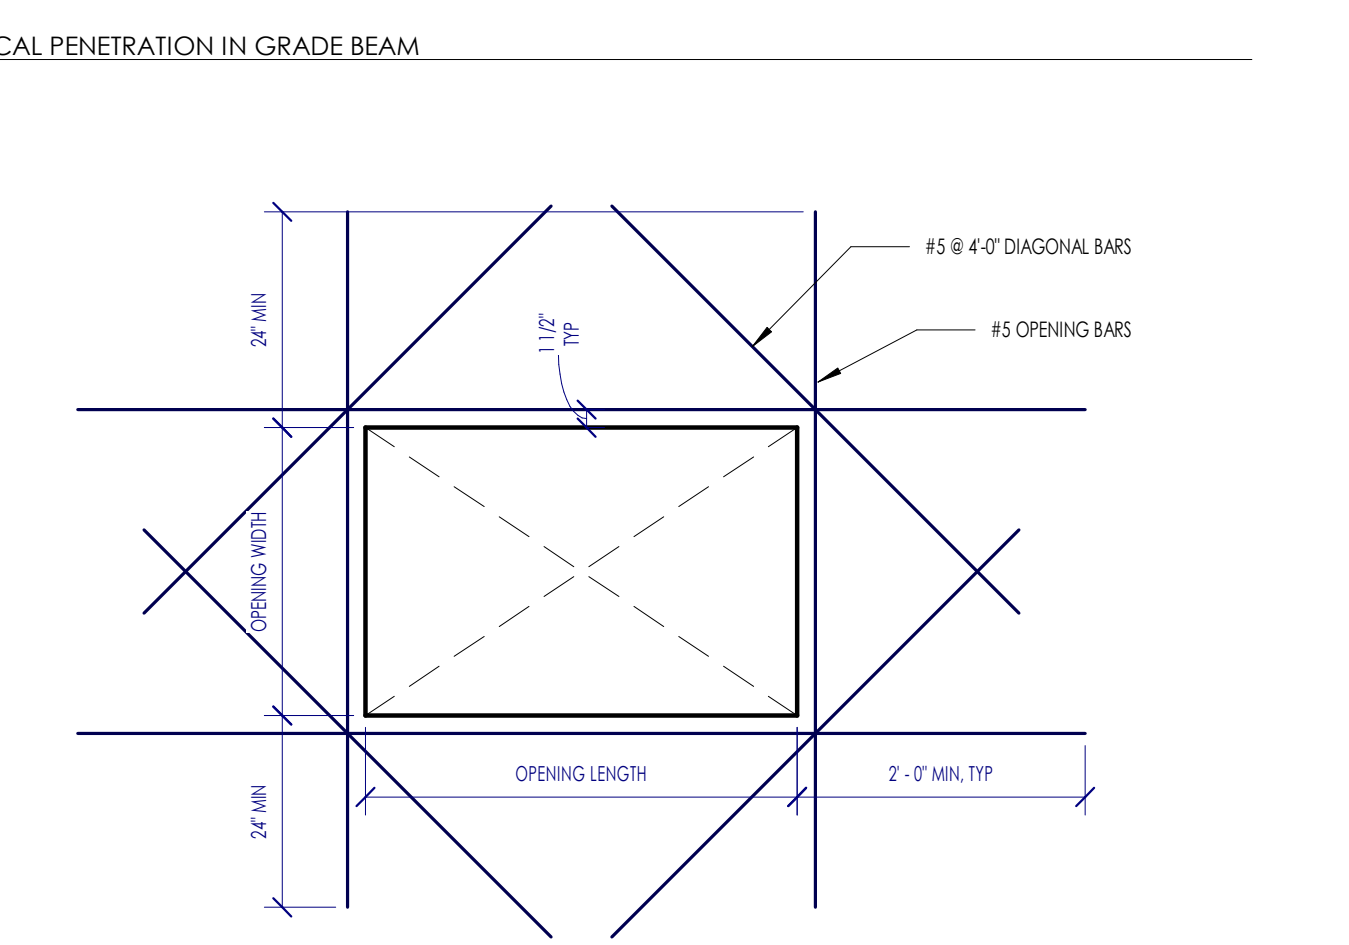 CAL PENETRATION IN GRADE BEAM
#5 @ 4'-0" DIAGONAL BARS
24" MIN
1 1/2"
TYP
#5 OPENING BARS
OPENING WIDTH
OPENING LENGTH
2' - 0" MIN, TYP
24" MIN